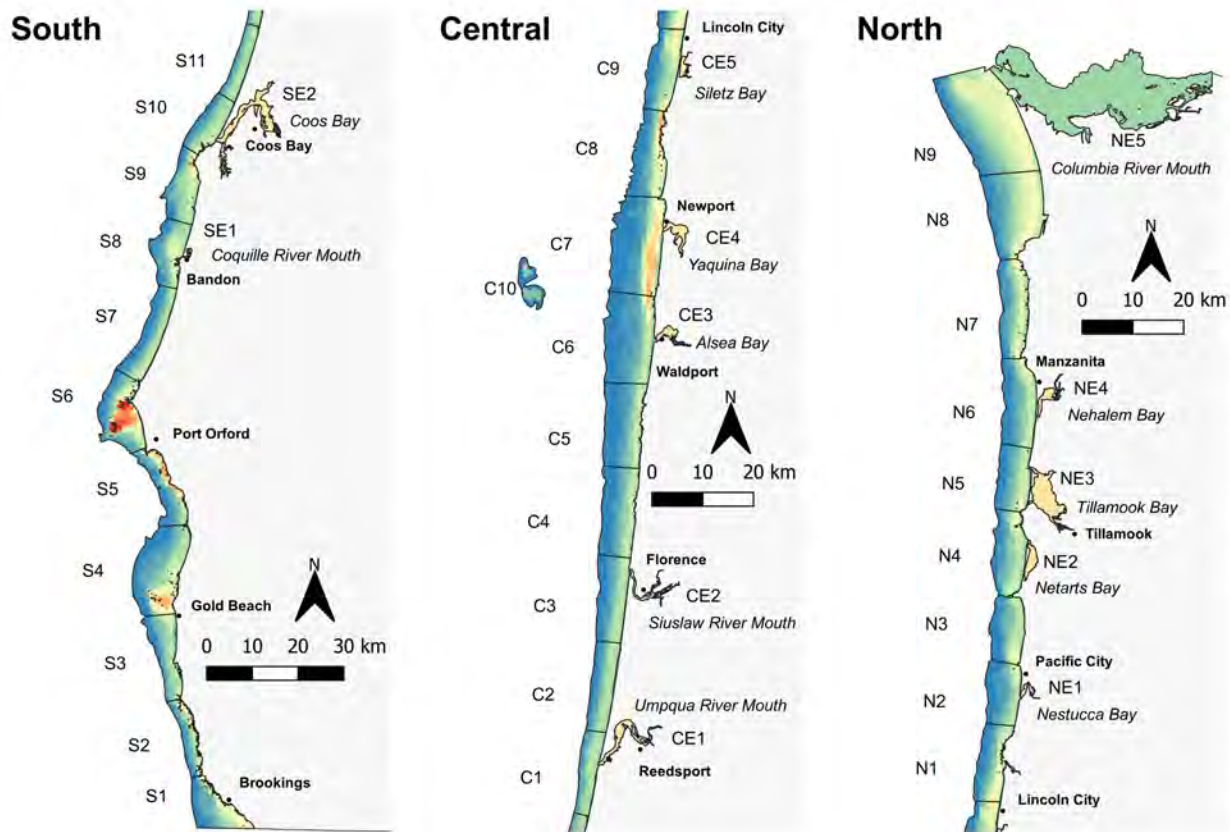 South
S11
SE2
S10
Coos Bay
Coos Bay
S9
SE1
S8
Coquille River Mouth
Bandon
S7
S6
Port Orford
S5
N
S4
Gold Beach
0 10 20 30 km
S3
S2
Brookings
S1
Central
Lincoln City
C9
CE5
Siletz Bay
C8
Newport
C7
CE4
Yaquina Bay
C10
CE3
C6
Alsea Bay
Waldport
N
C5
0 10 20 km
C4
Florence
C3
CE2
Siuslaw River Mouth
C2
Umpqua River Mouth
CE1
C1
Reedsport
North
NE5
N9
Columbia River Mouth
N8
N
0 10 20 km
N7
Manzanita
NE4
N6
Nehalem Bay
N5
NE3
Tillamook Bay
Tillamook
N4
NE2
Netarts Bay
N3
Pacific City
NE1
N2
Nestucca Bay
N1
Lincoln City